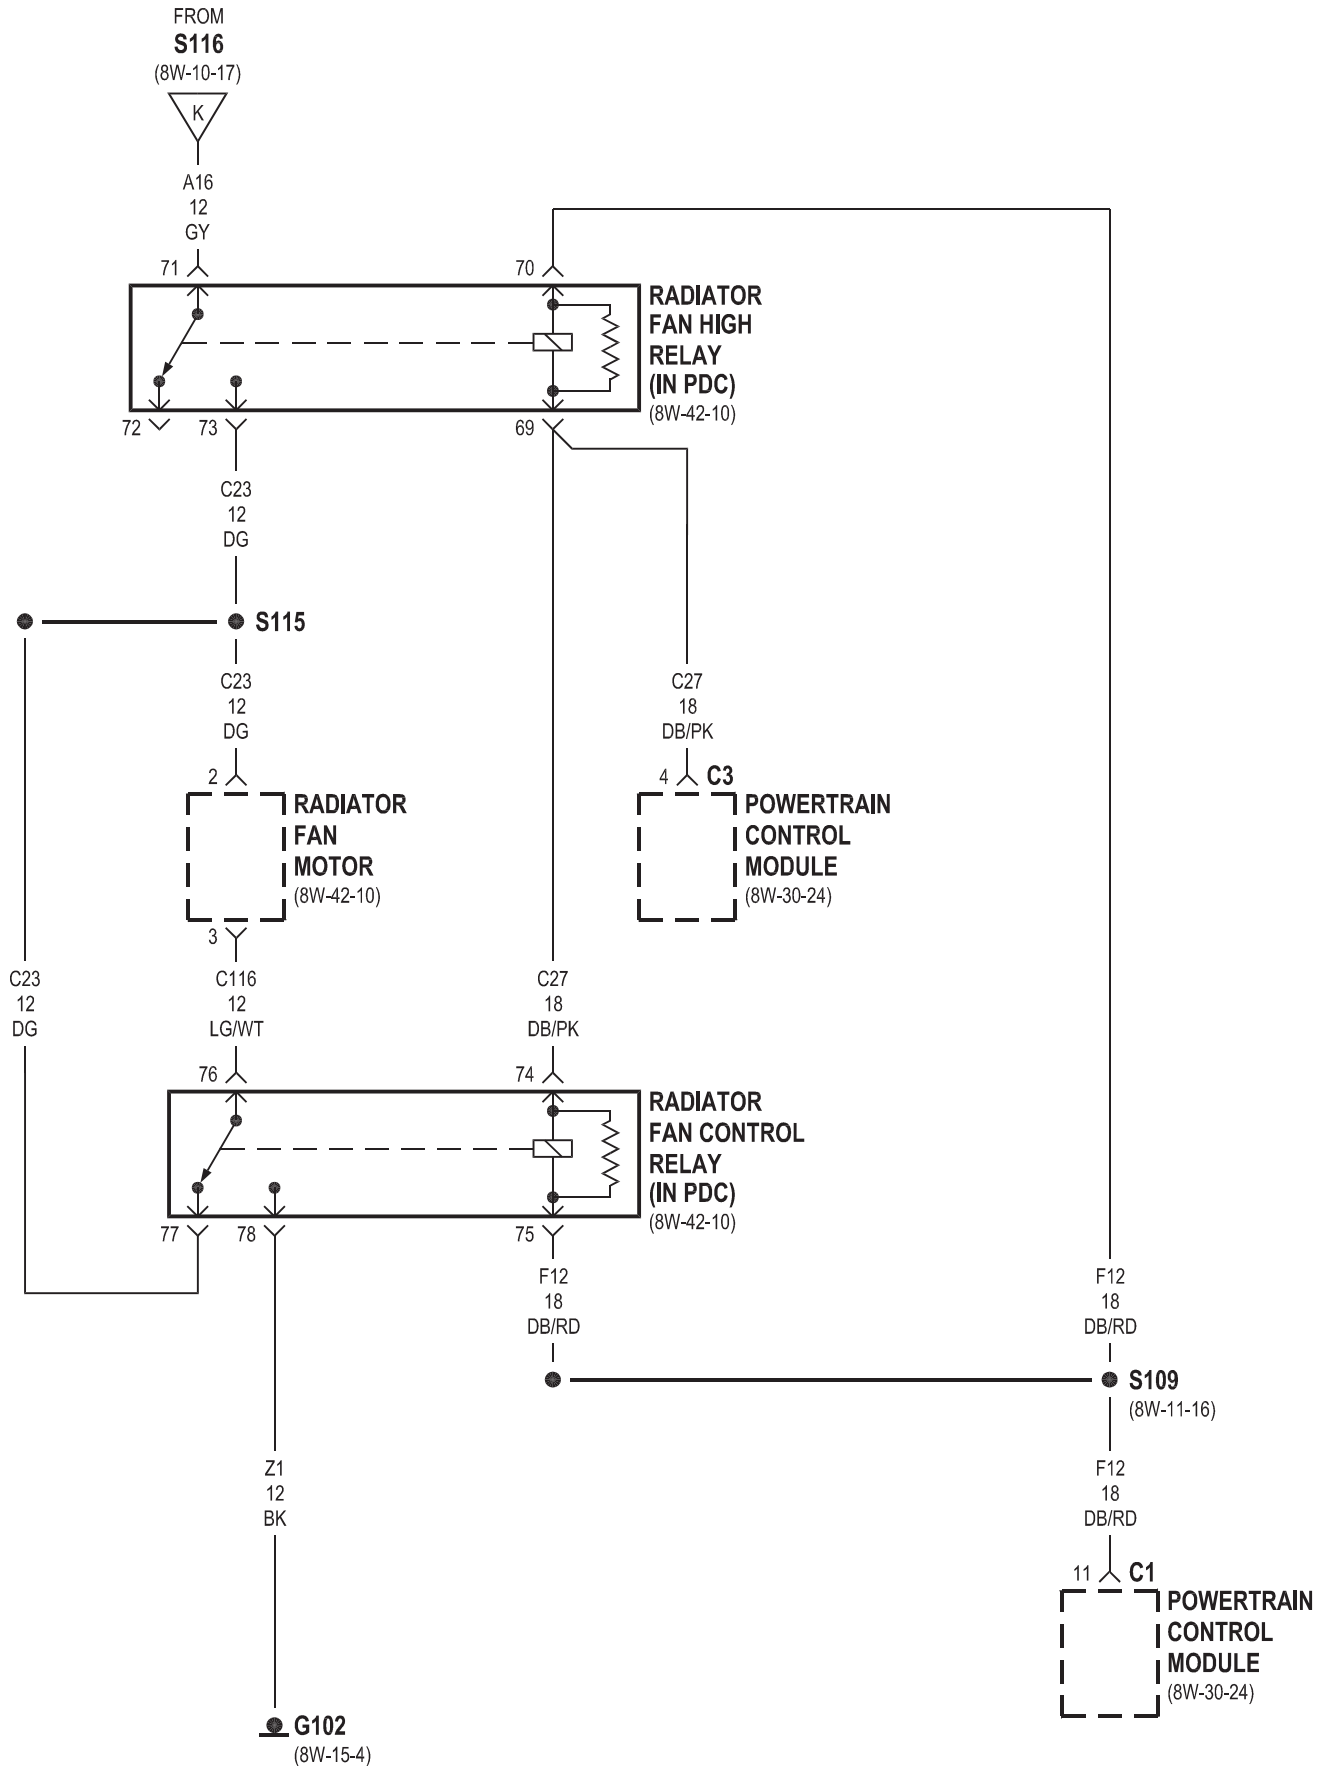 FROM
S116
(8W-10-17)
K
A16
12
GY
71
70
RADIATOR
FAN HIGH
RELAY
(IN PDC)
(8W-42-10)
72
73
69
C23
12
DG
S115
C23
12
DG
C27
18
DB/PK
2
4
C3
RADIATOR
FAN
MOTOR
(8W-42-10)
POWERTRAIN
CONTROL
MODULE
(8W-30-24)
3
C23
12
DG
C116
12
LG/WT
C27
18
DB/PK
76
74
RADIATOR
FAN CONTROL
RELAY
(IN PDC)
(8W-42-10)
77
78
75
F12
18
DB/RD
F12
18
DB/RD
S109
(8W-11-16)
Z1
12
BK
F12
18
DB/RD
11
C1
POWERTRAIN
CONTROL
MODULE
(8W-30-24)
G102
(8W-15-4)